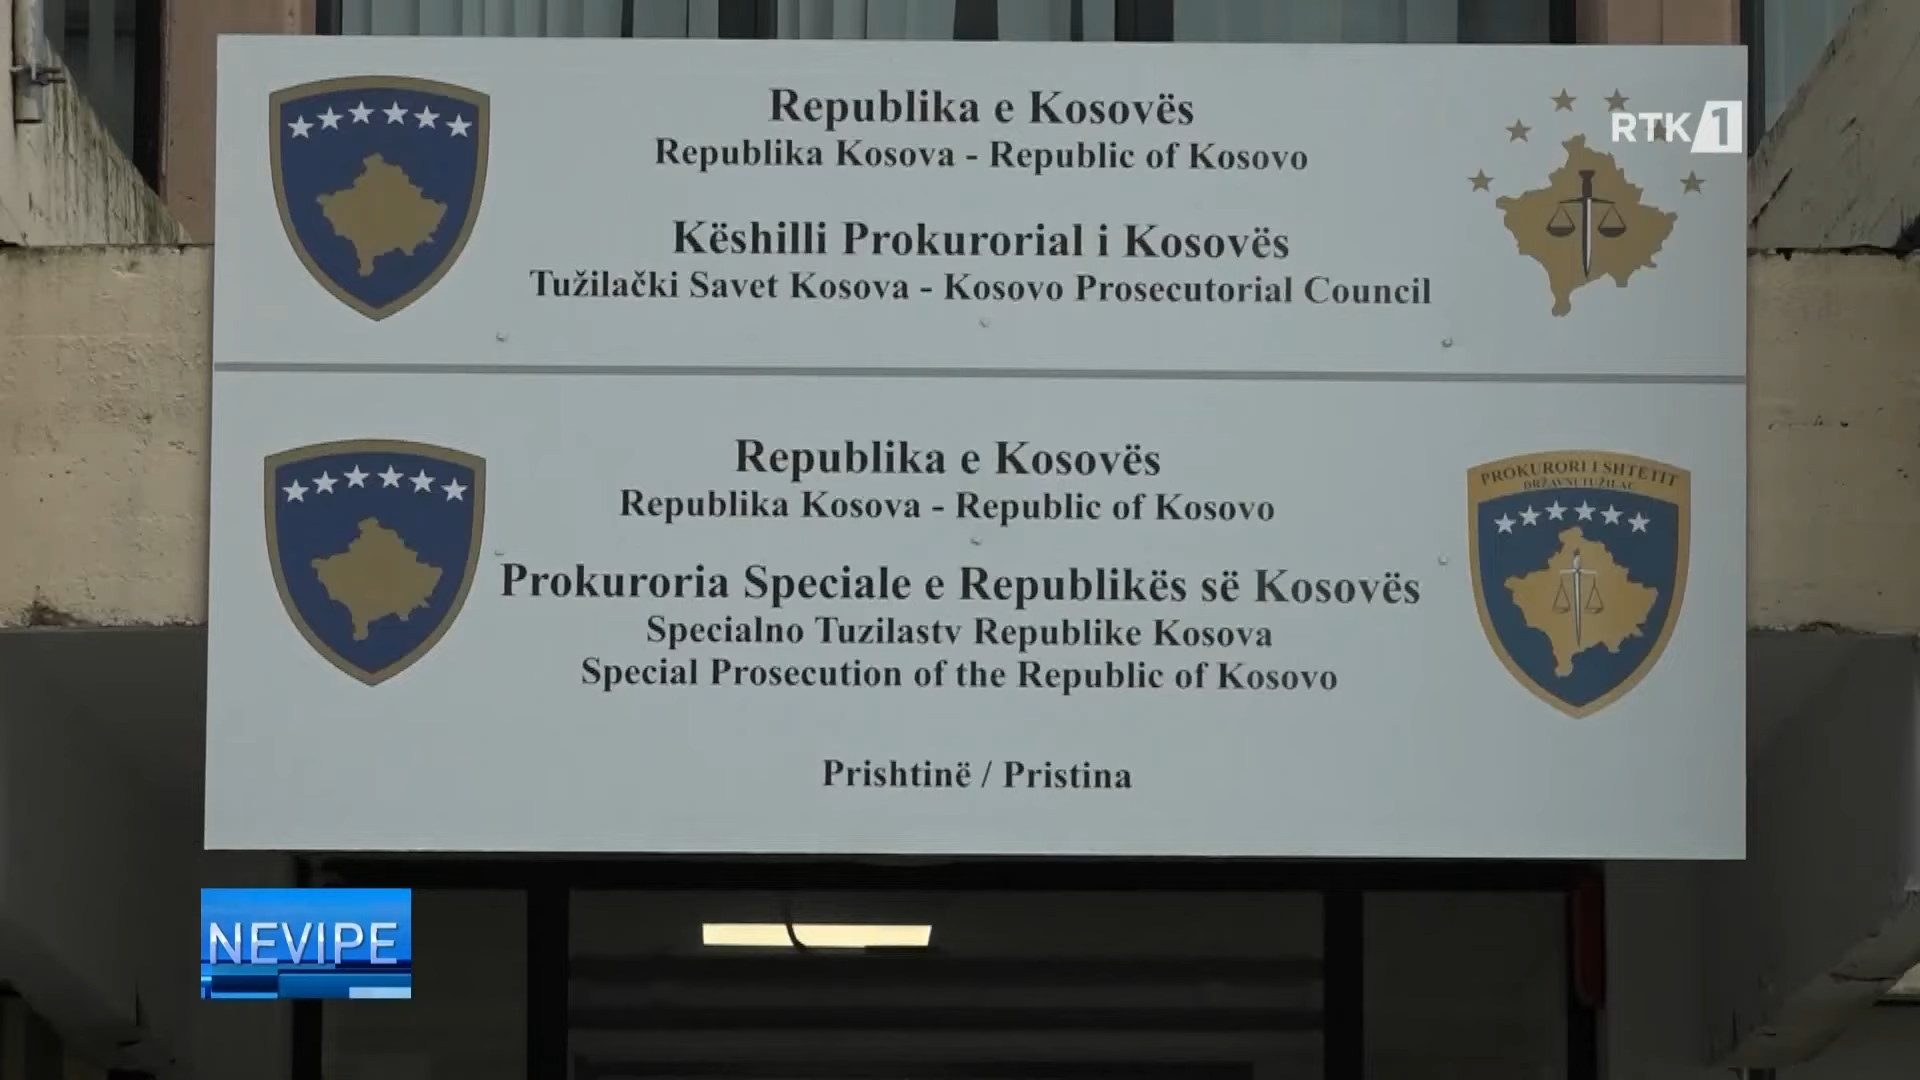 Republika e Kosovës
Republika Kosova - Republic of Kosovo
RTK 1
Këshilli Prokurorial i Kosovës
Tužilački Savet Kosova - Kosovo Prosecutorial Council
Republika e Kosovës
Republika Kosova - Republic of Kosovo
PROKURORI I SHTETIT
DRŽAVNI TUŽILAC
Prokuroria Speciale e Republikës së Kosovës
Specialno Tuzilastv Republike Kosova
Special Prosecution of the Republic of Kosovo
Prishtinë / Pristina
NEVIPE